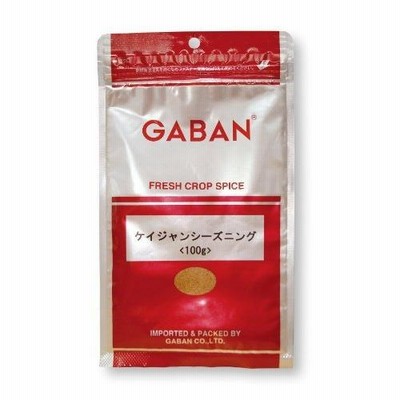 GABAN®
FRESH CROP SPICE
ケイジャンシーズニング
<100g>
IMPORTED & PACKED BY
GABAN CO.,LTD.